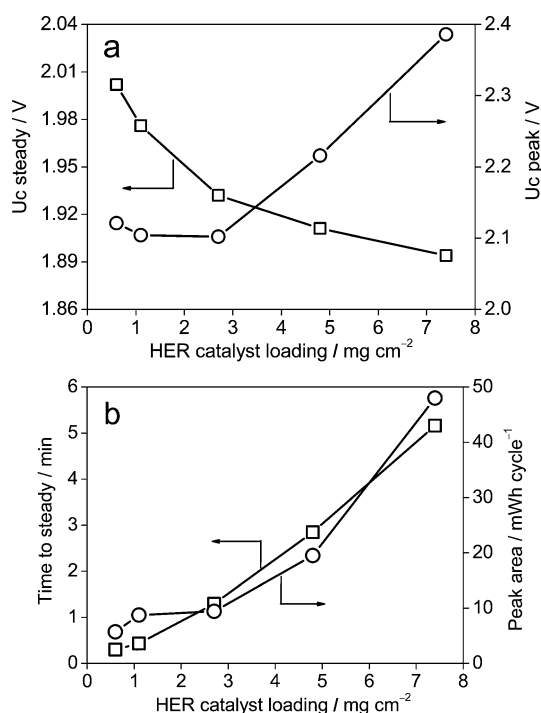 a
2.04
2.01
1.98
1.95
1.92
1.89
1.86
Uc steady / V
2.4
2.3
2.2
2.1
2.0
Uc peak / V
0 1 2 3 4 5 6 7 8
HER catalyst loading / mg cm⁻²
b
6
5
4
3
2
1
0
Time to steady / min
50
40
30
20
10
0
Peak area / mWh cycle⁻¹
0 1 2 3 4 5 6 7 8
HER catalyst loading / mg cm⁻²